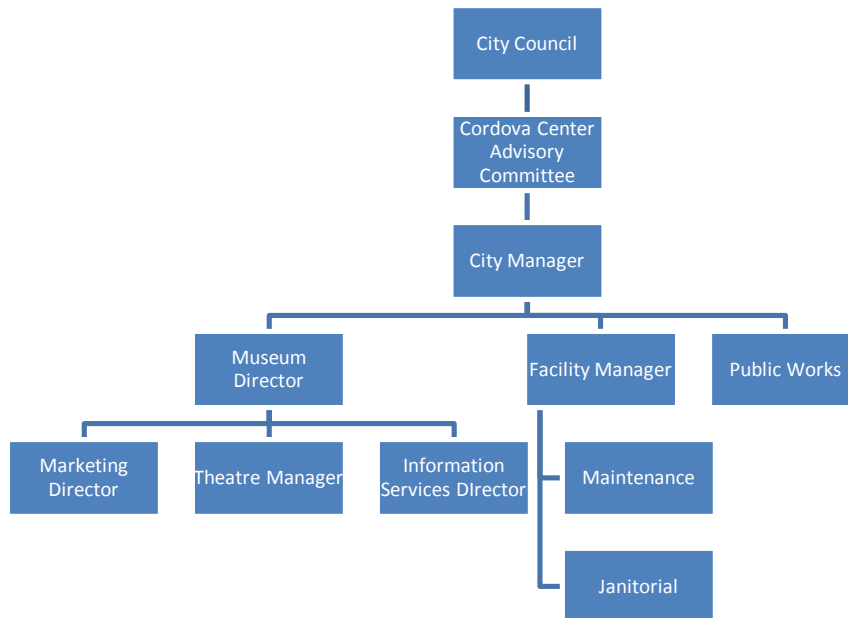 City Council
Cordova Center
Advisory
Committee
City Manager
Museum
Director
Facility Manager
Public Works
Marketing
Director
Theatre Manager
Information
Services DIrector
Maintenance
Janitorial